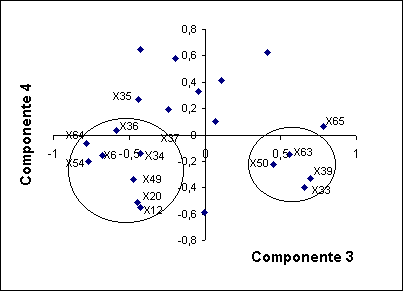 0,8
0,6
0,4
0,2
0
-0,2
-0,4
-0,6
-0,8
-1
-0,5
0,5
1
X35
X36
X64
X37
X54
X6
X34
X49
X20
X12
X65
X63
X50
X39
X33
Componente 4
Componente 3